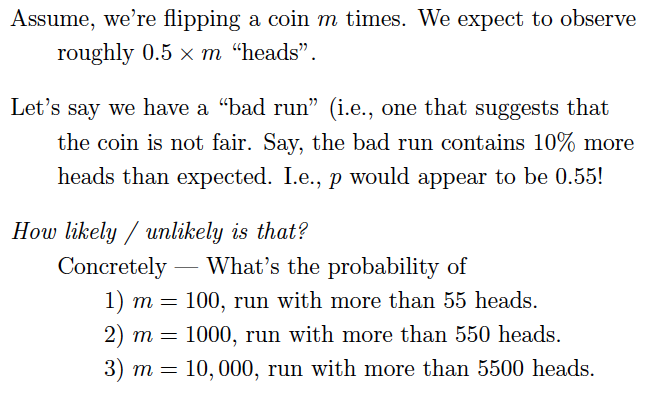 Assume, we’re flipping a coin m times. We expect to observe
roughly 0.5 × m “heads”.
Let’s say we have a “bad run” (i.e., one that suggests that
the coin is not fair. Say, the bad run contains 10% more
heads than expected. I.e., p would appear to be 0.55!
How likely / unlikely is that?
Concretely — What’s the probability of
1) m = 100, run with more than 55 heads.
2) m = 1000, run with more than 550 heads.
3) m = 10, 000, run with more than 5500 heads.